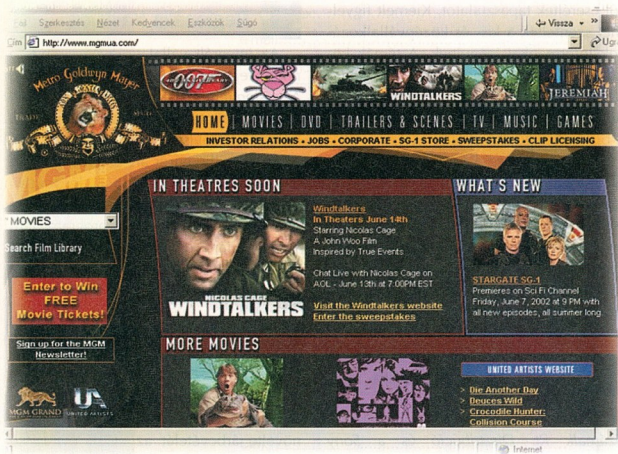 Szerkesztés Nézet Kedvencek Eszközök Súgó
Vissza
http://www.mgmua.com/
Metro Goldwyn Mayer
007
WINDTALKERS
JEREMIAH
HOME | MOVIES | DVD | TRAILERS & SCENES | TV | MUSIC | GAMES
INVESTOR RELATIONS • JOBS • CORPORATE • SG-1 STORE • SWEEPSTAKES • CLIP LICENSING
MOVIES
Search Film Library
Enter to Win
FREE
Movie Tickets!
Sign up for the MGM
Newsletter!
MGM GRAND
UA
UNITED ARTISTS
IN THEATRES SOON
NICOLAS CAGE
WINDTALKERS
Windtalkers
In Theaters June 14th
Starring Nicolas Cage
A John Woo Film
Inspired by True Events
Chat Live with Nicolas Cage on
AOL - June 13th at 7:00PM EST
Visit the Windtalkers website
Enter the sweepstakes
WHAT'S NEW
STARGATE SG-1
Premieres on Sci Fi Channel
Friday, June 7, 2002 at 9 PM with
all new episodes, all summer long.
MORE MOVIES
UNITED ARTISTS WEBSITE
> Die Another Day
> Deuces Wild
> Crocodile Hunter:
Collision Course
Internet